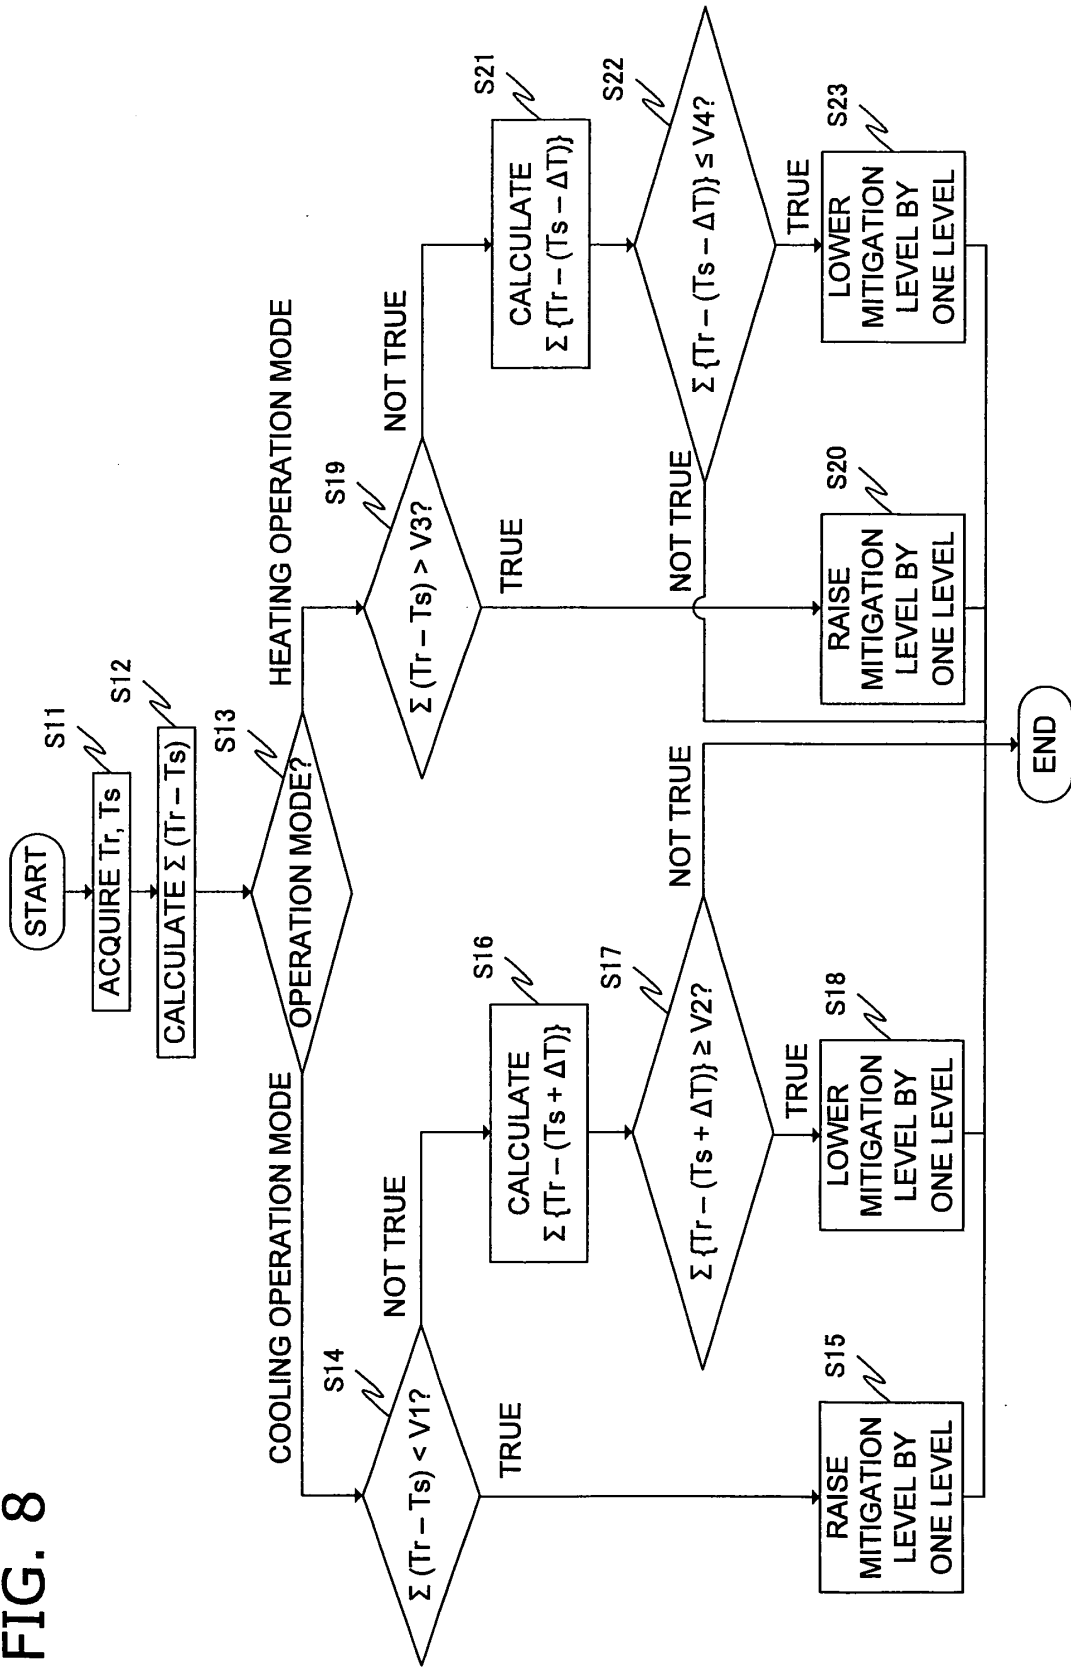 FIG. 8
START
S11
ACQUIRE Tr, Ts
S12
CALCULATE Σ (Tr – Ts)
S13
OPERATION MODE?
COOLING OPERATION MODE
HEATING OPERATION MODE
S14
Σ (Tr – Ts) < V1?
NOT TRUE
TRUE
S19
Σ (Tr – Ts) > V3?
NOT TRUE
TRUE
S16
CALCULATE
Σ {Tr – (Ts + ΔT)}
S21
CALCULATE
Σ {Tr – (Ts – ΔT)}
S17
Σ {Tr – (Ts + ΔT)} ≥ V2?
NOT TRUE
TRUE
S22
Σ {Tr – (Ts – ΔT)} ≤ V4?
NOT TRUE
TRUE
S15
RAISE
MITIGATION
LEVEL BY
ONE LEVEL
S18
LOWER
MITIGATION
LEVEL BY
ONE LEVEL
S20
RAISE
MITIGATION
LEVEL BY
ONE LEVEL
S23
LOWER
MITIGATION
LEVEL BY
ONE LEVEL
END